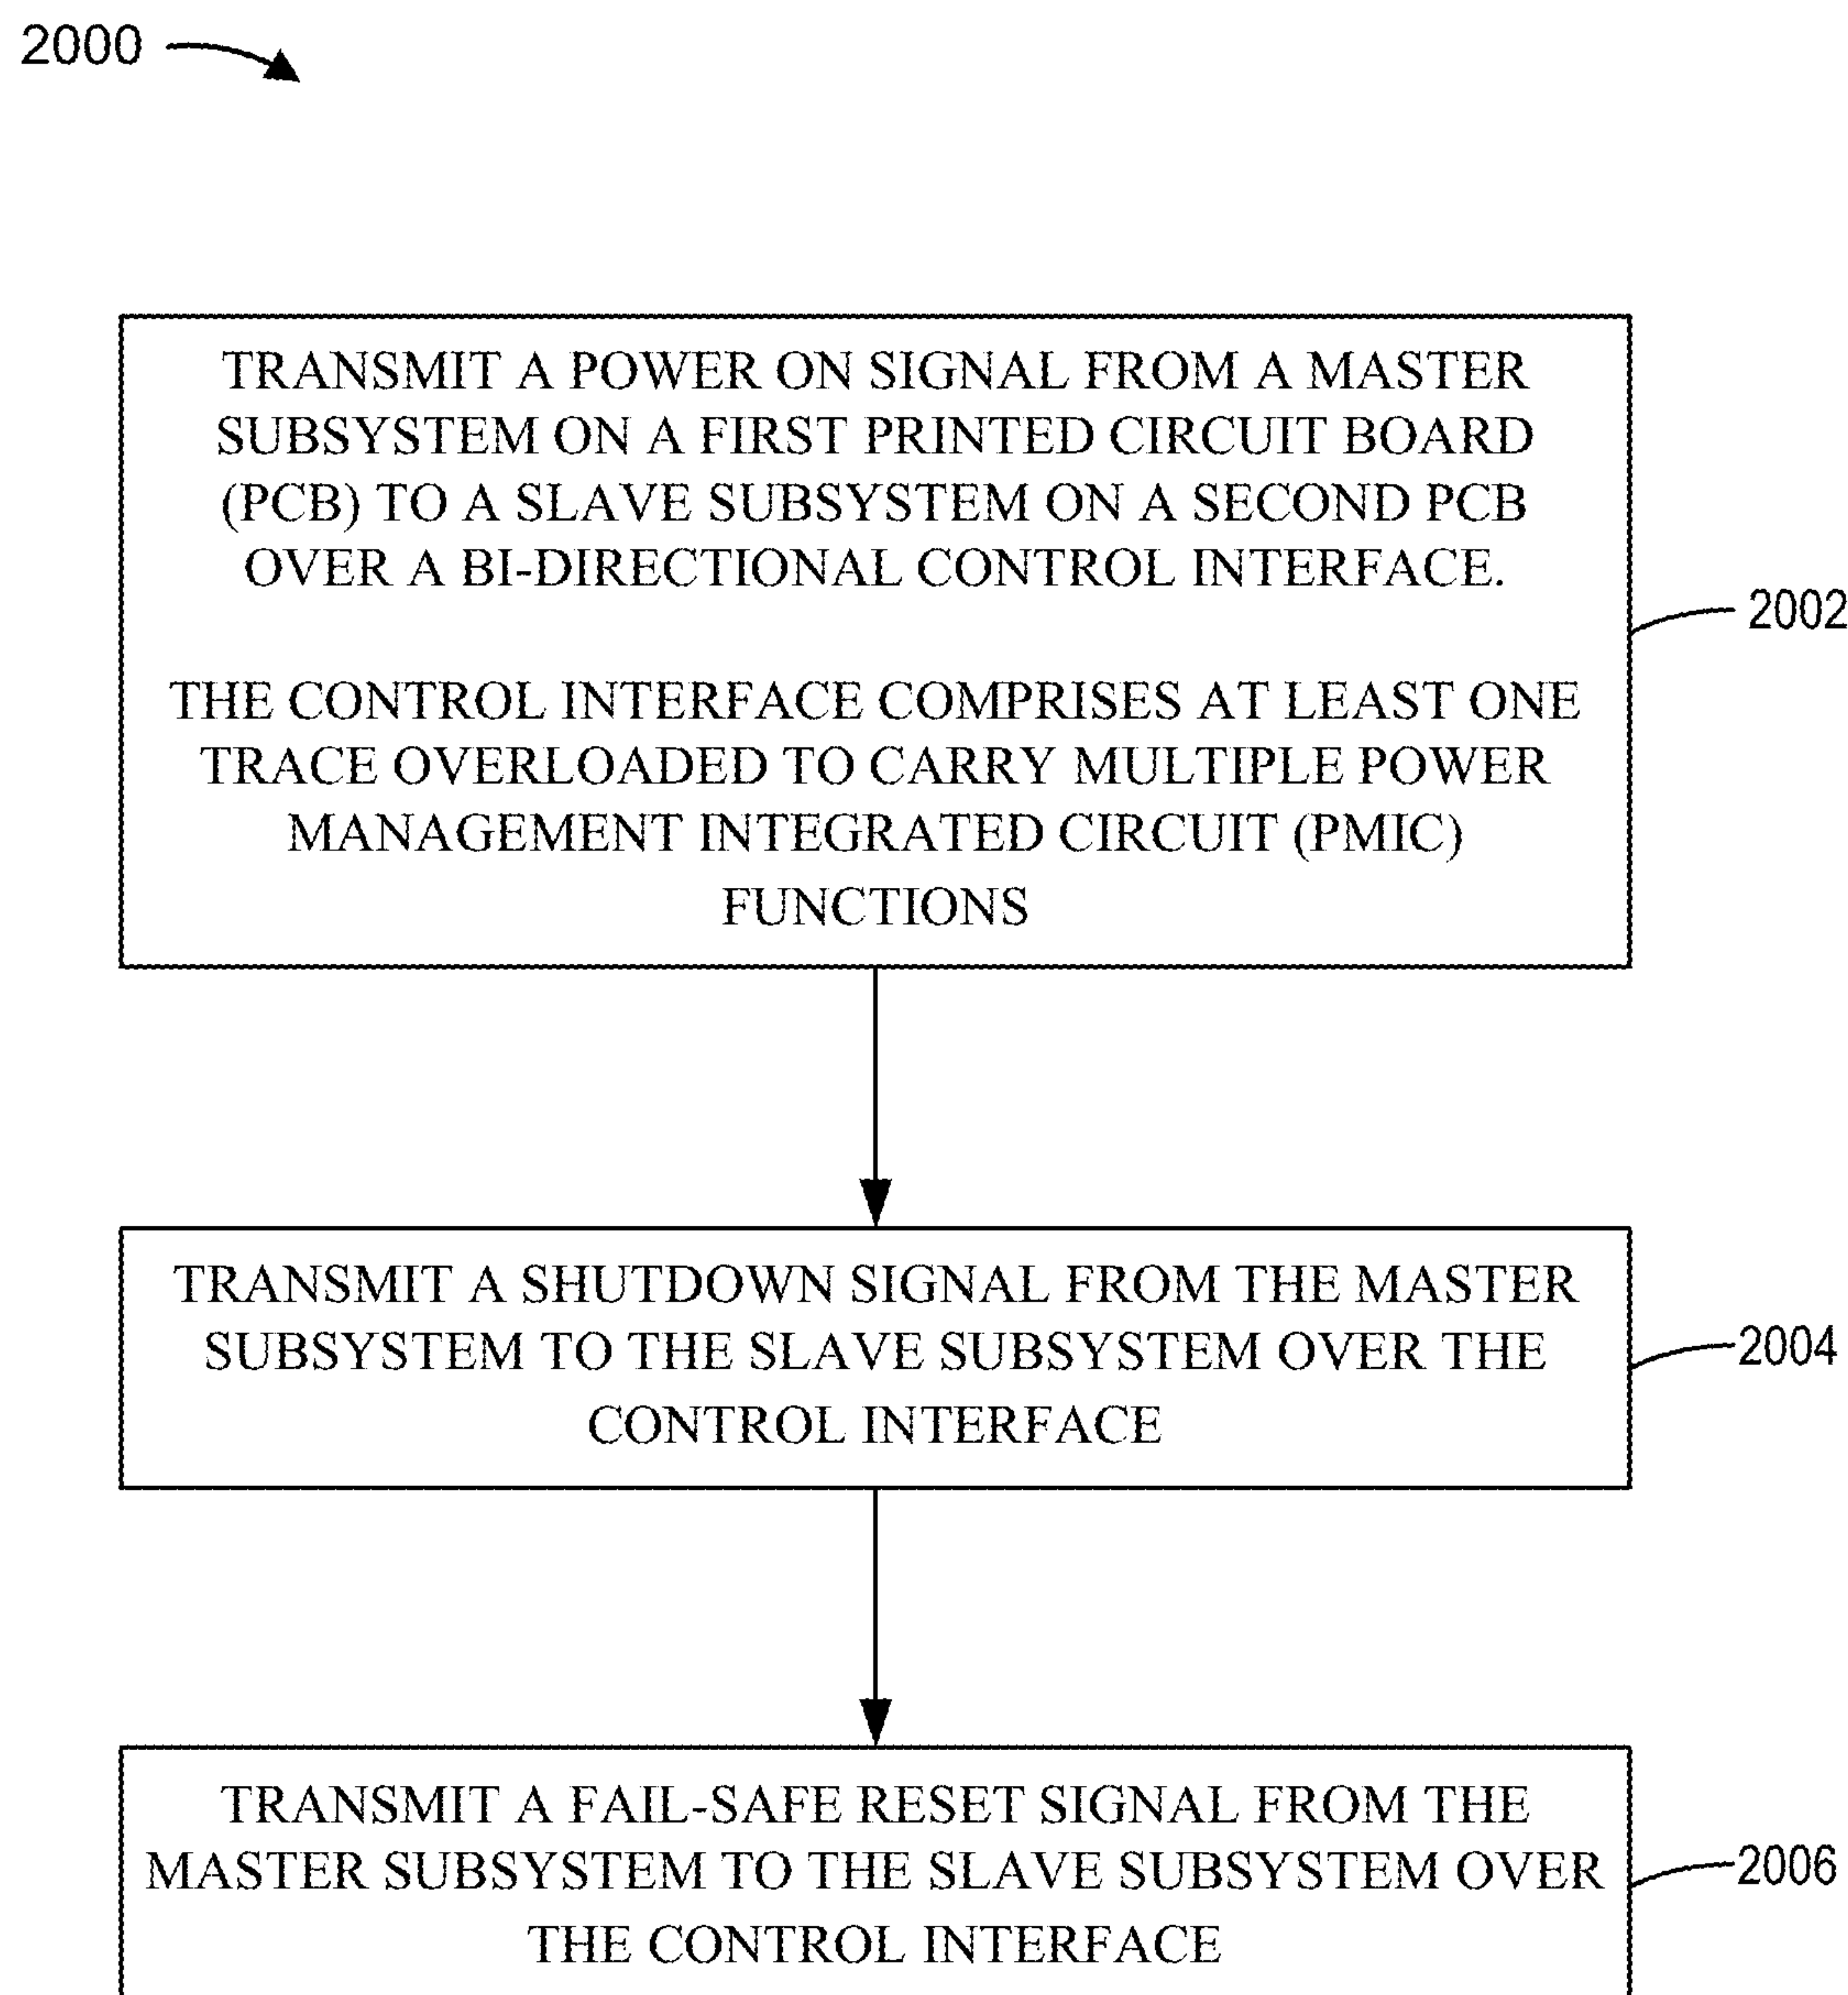 2000
TRANSMIT A POWER ON SIGNAL FROM A MASTER
SUBSYSTEM ON A FIRST PRINTED CIRCUIT BOARD
(PCB) TO A SLAVE SUBSYSTEM ON A SECOND PCB
OVER A BI-DIRECTIONAL CONTROL INTERFACE.
THE CONTROL INTERFACE COMPRISES AT LEAST ONE
TRACE OVERLOADED TO CARRY MULTIPLE POWER
MANAGEMENT INTEGRATED CIRCUIT (PMIC)
FUNCTIONS
2002
TRANSMIT A SHUTDOWN SIGNAL FROM THE MASTER
SUBSYSTEM TO THE SLAVE SUBSYSTEM OVER THE
CONTROL INTERFACE
2004
TRANSMIT A FAIL-SAFE RESET SIGNAL FROM THE
MASTER SUBSYSTEM TO THE SLAVE SUBSYSTEM OVER
THE CONTROL INTERFACE
2006